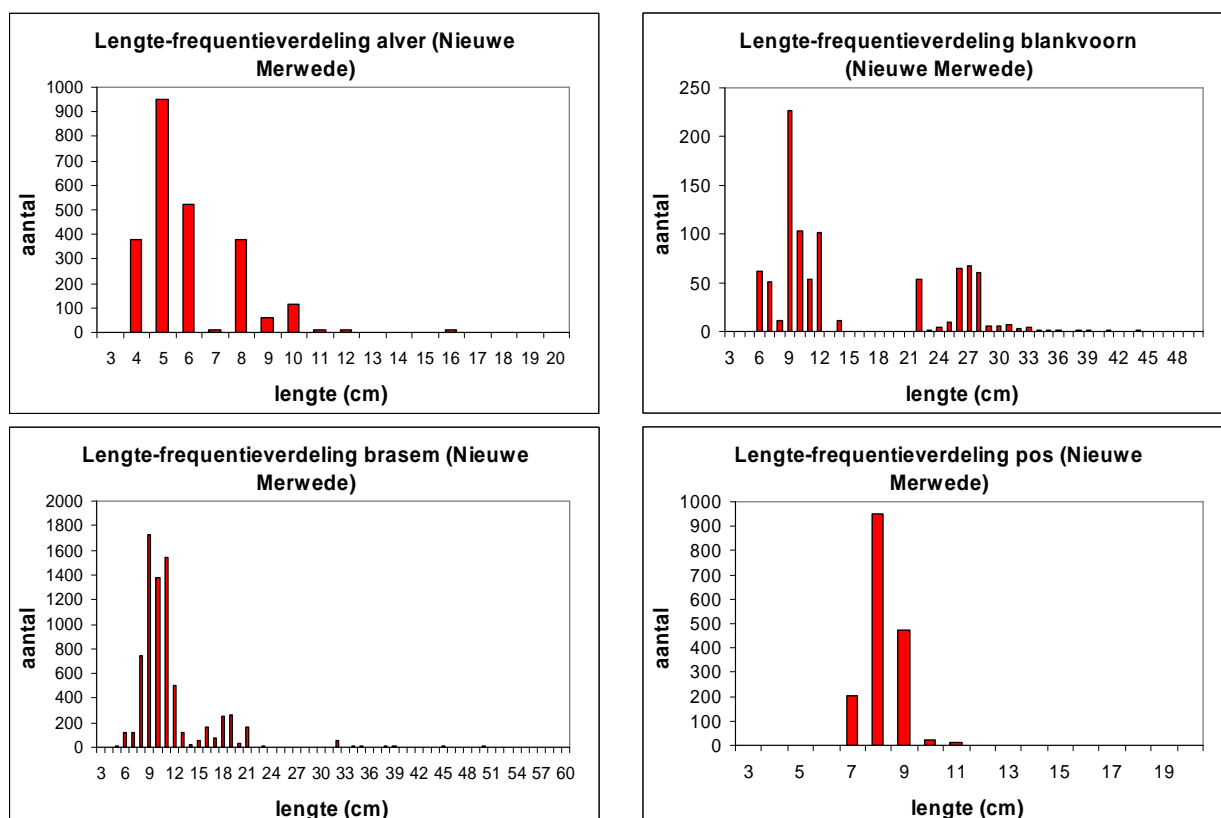 Lengte-frequentieverdeling alver (Nieuwe
Merwede)
1000
900
800
700
600
500
400
300
200
100
0
aantal
3 4 5 6 7 8 9 10 11 12 13 14 15 16 17 18 19 20
lengte (cm)
Lengte-frequentieverdeling blankvoorn
(Nieuwe Merwede)
250
200
150
100
50
0
aantal
3 6 9 12 15 18 21 24 27 30 33 36 39 42 45 48
lengte (cm)
Lengte-frequentieverdeling brasem (Nieuwe
Merwede)
2000
1800
1600
1400
1200
1000
800
600
400
200
0
aantal
3 6 9 12 15 18 21 24 27 30 33 36 39 42 45 48 51 54 57 60
lengte (cm)
Lengte-frequentieverdeling pos (Nieuwe
Merwede)
1000
900
800
700
600
500
400
300
200
100
0
aantal
3 5 7 9 11 13 15 17 19
lengte (cm)